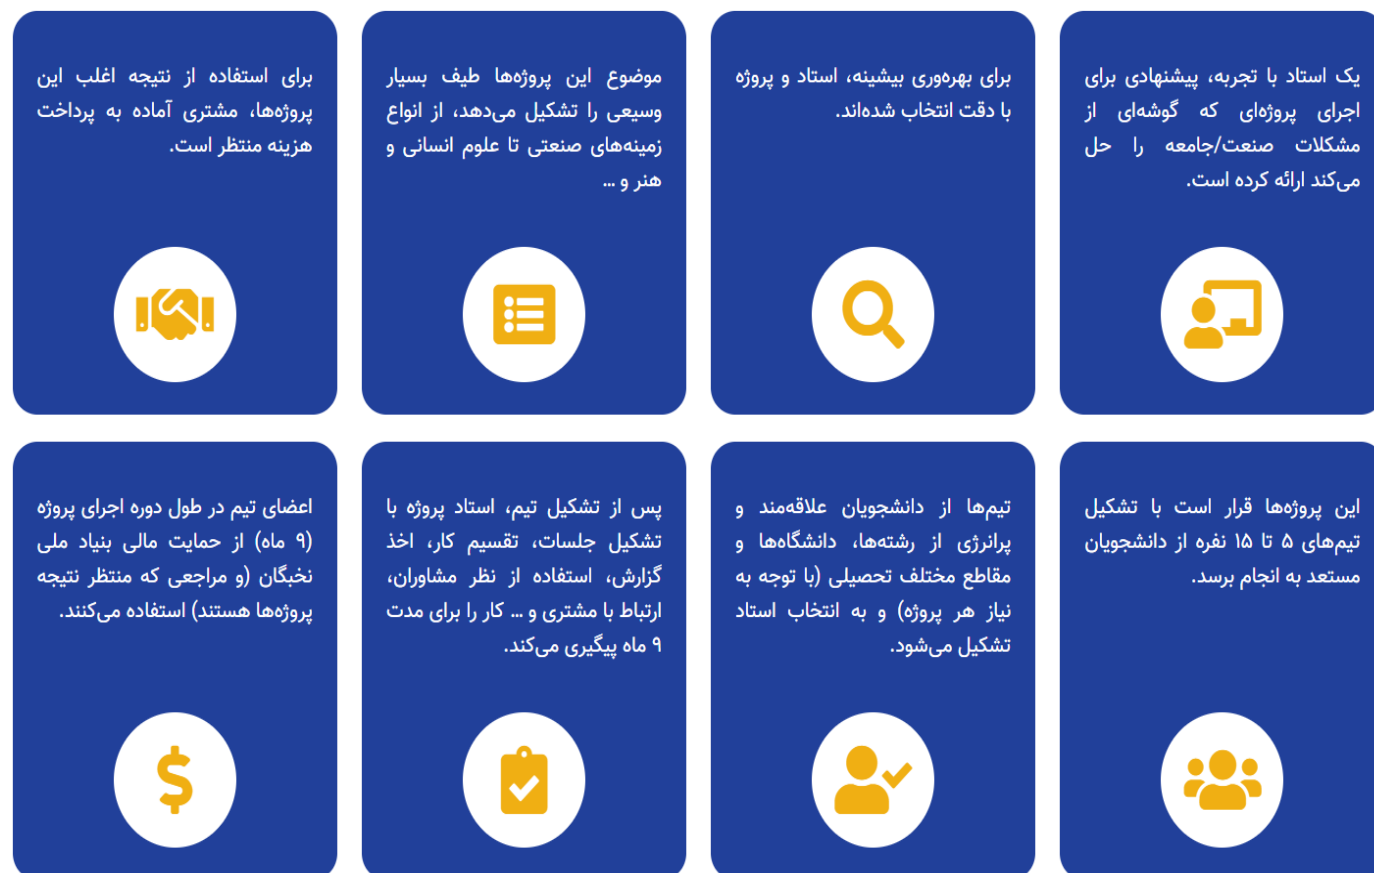 یک استاد با تجربه، پیشنهادی برای
اجرای پروژه‌ای که گوشه‌ای از
مشکلات صنعت/جامعه را حل
می‌کند ارائه کرده است.
برای بهره‌وری بیشینه، استاد و پروژه
با دقت انتخاب شده‌اند.
موضوع این پروژه‌ها طیف بسیار
وسیعی را تشکیل می‌دهد، از انواع
زمینه‌های صنعتی تا علوم انسانی و
هنر و ...
برای استفاده از نتیجه اغلب این
پروژه‌ها، مشتری آماده به پرداخت
هزینه منتظر است.
این پروژه‌ها قرار است با تشکیل
تیم‌های ۵ تا ۱۵ نفره از دانشجویان
مستعد به انجام برسد.
تیم‌ها از دانشجویان علاقه‌مند و
پرانرژی از رشته‌ها، دانشگاه‌ها و
مقاطع مختلف تحصیلی (با توجه به
نیاز هر پروژه) و به انتخاب استاد
تشکیل می‌شود.
پس از تشکیل تیم، استاد پروژه با
تشکیل جلسات، تقسیم کار، اخذ
گزارش، استفاده از نظر مشاوران،
ارتباط با مشتری و ... کار را برای مدت
۹ ماه پیگیری می‌کند.
اعضای تیم در طول دوره اجرای پروژه
(۹ ماه) از حمایت مالی بنیاد ملی
نخبگان (و مراجعی که منتظر نتیجه
پروژه‌ها هستند) استفاده می‌کنند.